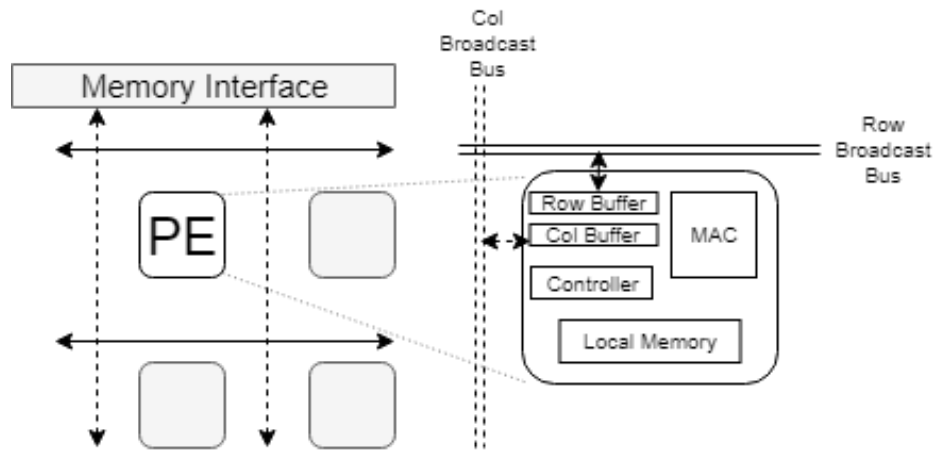 Col
Broadcast
Bus
Memory Interface
Row
Broadcast
Bus
PE
Row Buffer
Col Buffer
MAC
Controller
Local Memory